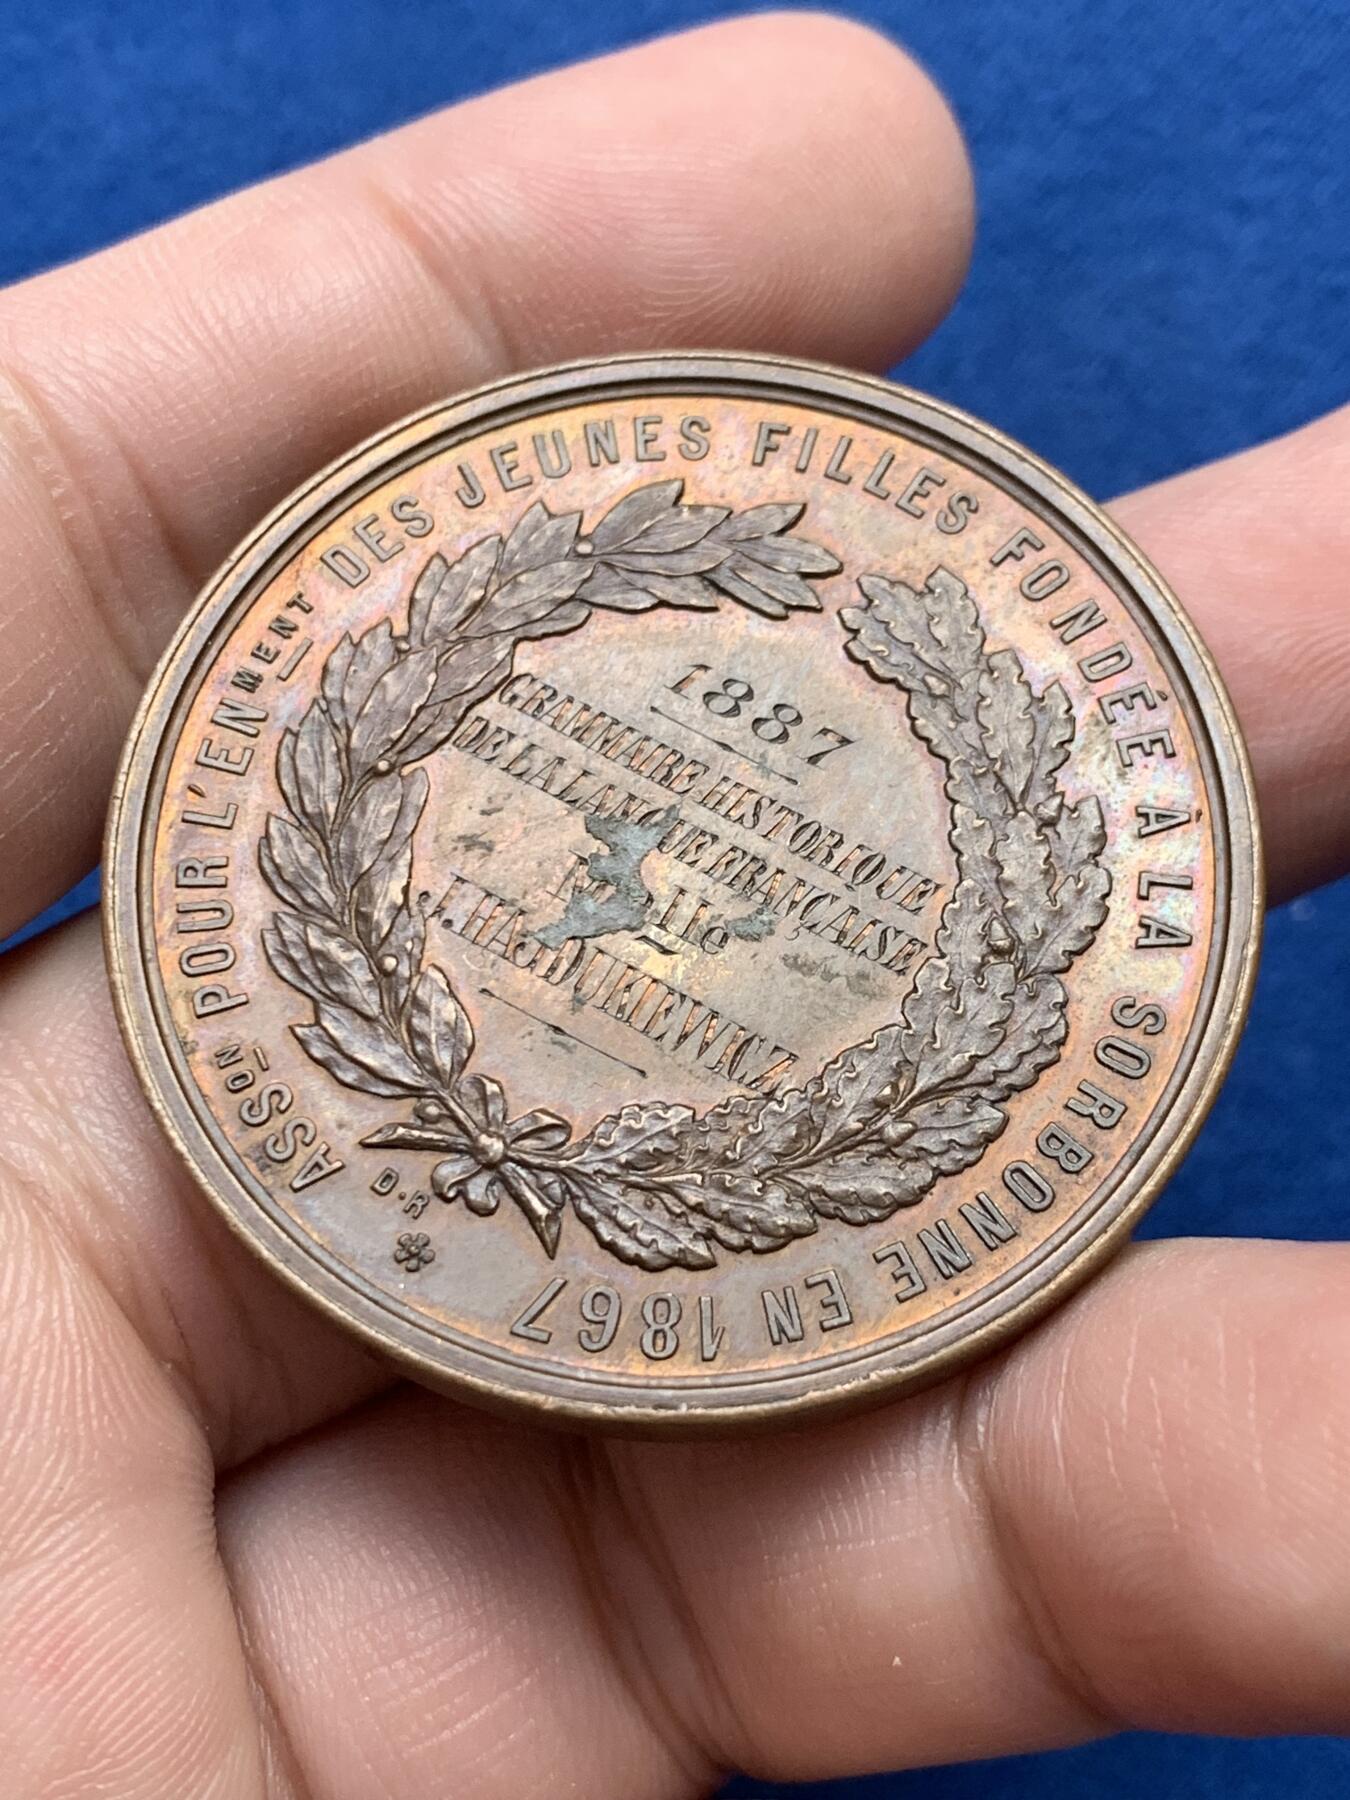 ASSON POUR L'ENMENT DES JEUNES FILLES FONDÉE À LA SORBONNE EN 1867
1887
GRAMMAIRE HISTORIQUE
DE LA LANGUE FRANÇAISE
lle
J. HAJDUKIEWICZ
D.R